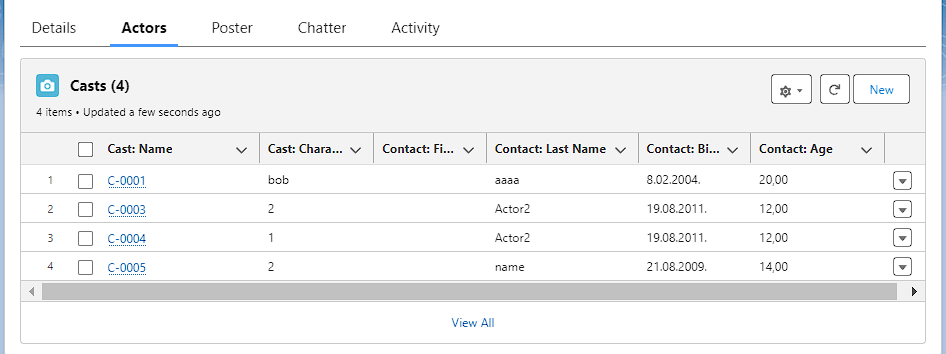 Details Actors Poster Chatter Activity
Casts (4)
New
4 items • Updated a few seconds ago
Cast: Name Cast: Chara... Contact: Fi... Contact: Last Name Contact: Bi... Contact: Age
1 C-0001 bob aaaa 8.02.2004. 20,00
2 C-0003 2 Actor2 19.08.2011. 12,00
3 C-0004 1 Actor2 19.08.2011. 12,00
4 C-0005 2 name 21.08.2009. 14,00
View All